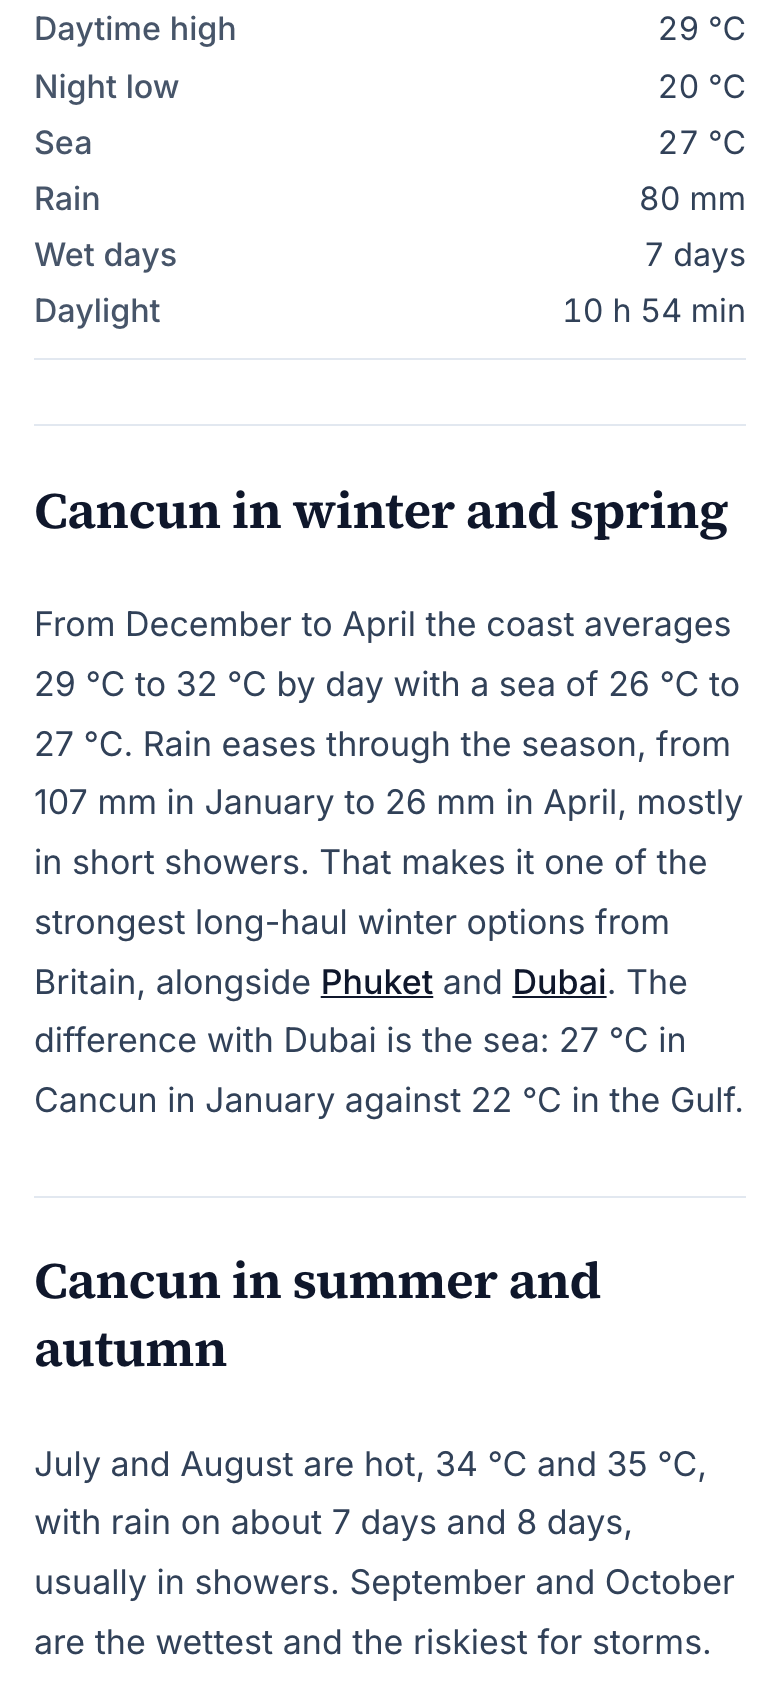 Daytime high 29 °C
Night low 20 °C
Sea 27 °C
Rain 80 mm
Wet days 7 days
Daylight 10 h 54 min
Cancun in winter and spring
From December to April the coast averages
29 °C to 32 °C by day with a sea of 26 °C to
27 °C. Rain eases through the season, from
107 mm in January to 26 mm in April, mostly
in short showers. That makes it one of the
strongest long-haul winter options from
Britain, alongside Phuket and Dubai. The
difference with Dubai is the sea: 27 °C in
Cancun in January against 22 °C in the Gulf.
Cancun in summer and
autumn
July and August are hot, 34 °C and 35 °C,
with rain on about 7 days and 8 days,
usually in showers. September and October
are the wettest and the riskiest for storms.